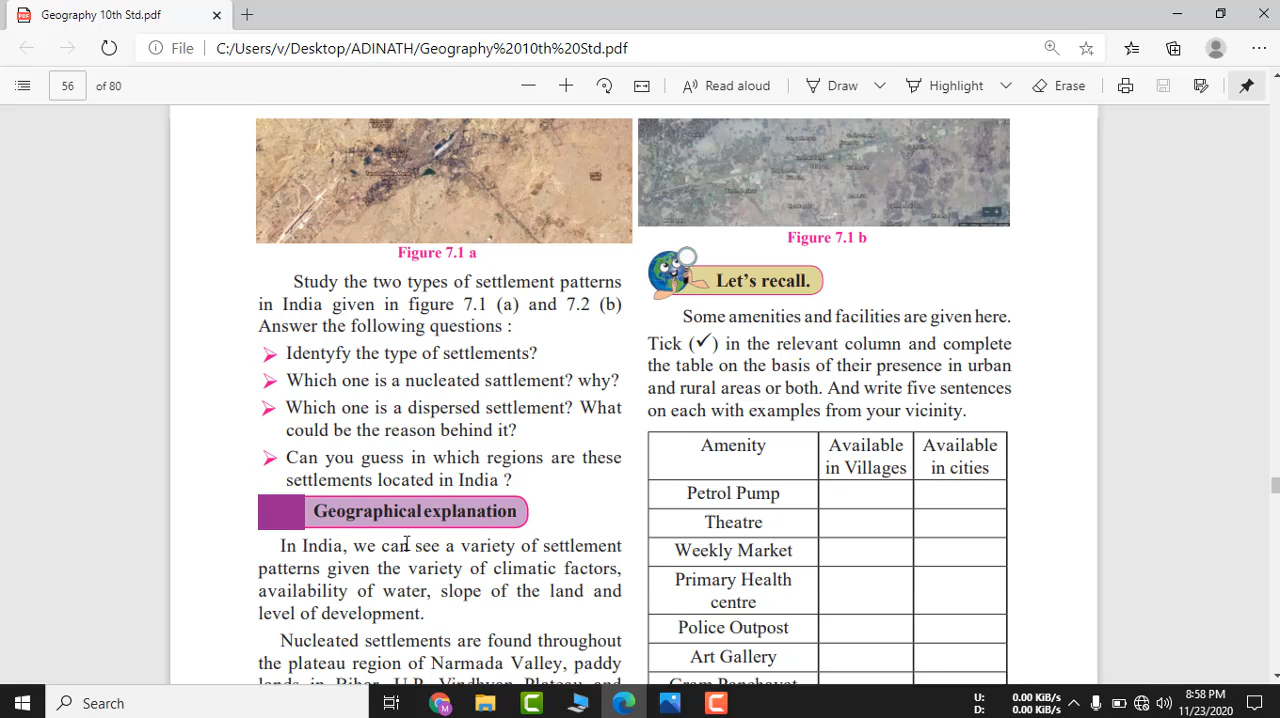 Geography 10th Std.pdf
File
C:/Users/v/Desktop/ADINATH/Geography%2010th%20Std.pdf
56 of 80
Read aloud
Draw
Highlight
Erase
Figure 7.1 a
Study the two types of settlement patterns
in India given in figure 7.1 (a) and 7.2 (b)
Answer the following questions :
➢ Identyfy the type of settlements?
➢ Which one is a nucleated sattlement? why?
➢ Which one is a dispersed settlement? What
could be the reason behind it?
➢ Can you guess in which regions are these
settlements located in India ?
Geographical explanation
In India, we can see a variety of settlement
patterns given the variety of climatic factors,
availability of water, slope of the land and
level of development.
Nucleated settlements are found throughout
the plateau region of Narmada Valley, paddy
lands in Bihar, U.P. Vindhyan Plateau and
Figure 7.1 b
Let's recall.
Some amenities and facilities are given here.
Tick (✓) in the relevant column and complete
the table on the basis of their presence in urban
and rural areas or both. And write five sentences
on each with examples from your vicinity.
Amenity
Available
in Villages
Available
in cities
Petrol Pump
Theatre
Weekly Market
Primary Health
centre
Police Outpost
Art Gallery
Gram Panchayat
Search
U: 0.00 KiB/s
D: 0.00 KiB/s
8:58 PM
11/23/2020